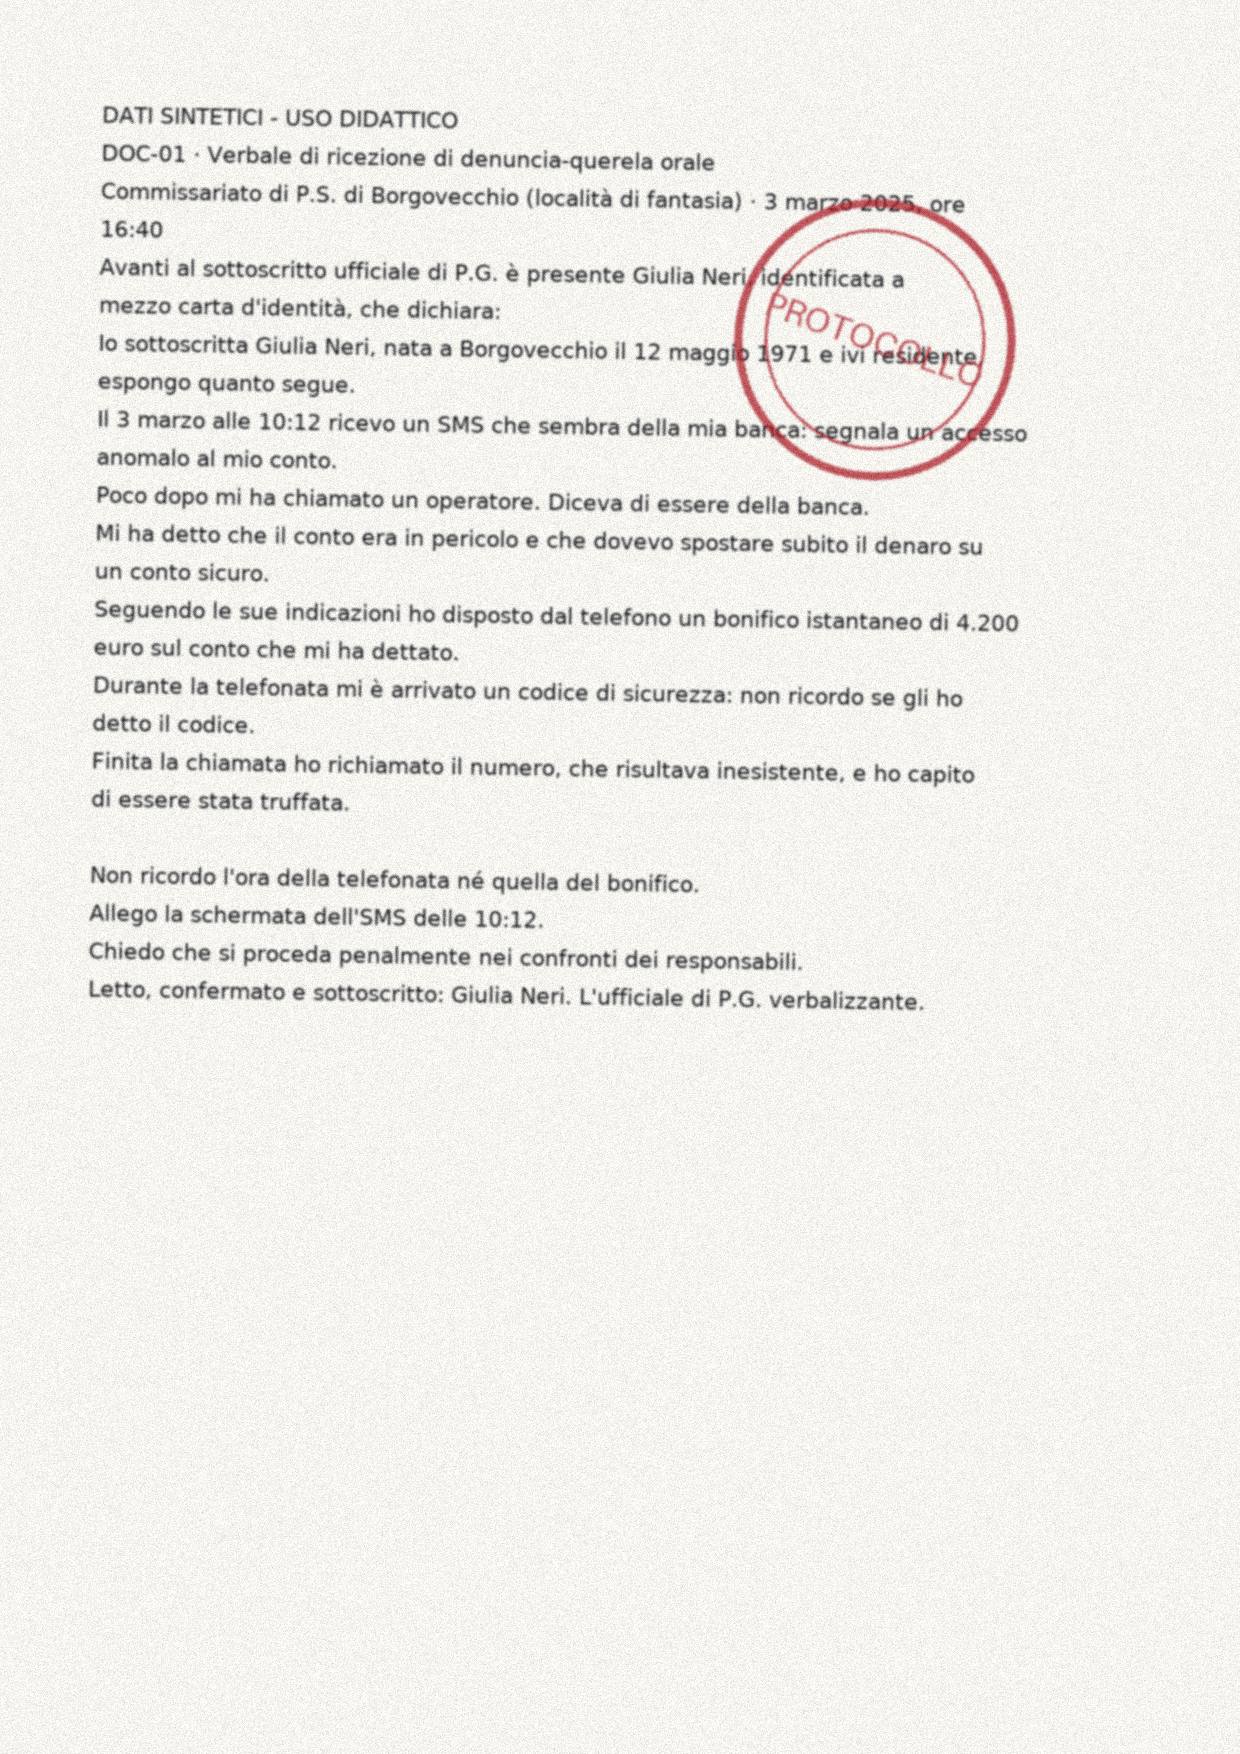 DATI SINTETICI - USO DIDATTICO
DOC-01 · Verbale di ricezione di denuncia-querela orale
Commissariato di P.S. di Borgovecchio (località di fantasia) · 3 marzo 2025, ore
16:40
Avanti al sottoscritto ufficiale di P.G. è presente Giulia Neri, identificata a
mezzo carta d'identità, che dichiara:
Io sottoscritta Giulia Neri, nata a Borgovecchio il 12 maggio 1971 e ivi residente,
espongo quanto segue.
Il 3 marzo alle 10:12 ricevo un SMS che sembra della mia banca: segnala un accesso
anomalo al mio conto.
Poco dopo mi ha chiamato un operatore. Diceva di essere della banca.
Mi ha detto che il conto era in pericolo e che dovevo spostare subito il denaro su
un conto sicuro.
Seguendo le sue indicazioni ho disposto dal telefono un bonifico istantaneo di 4.200
euro sul conto che mi ha dettato.
Durante la telefonata mi è arrivato un codice di sicurezza: non ricordo se gli ho
detto il codice.
Finita la chiamata ho richiamato il numero, che risultava inesistente, e ho capito
di essere stata truffata.
Non ricordo l'ora della telefonata né quella del bonifico.
Allego la schermata dell'SMS delle 10:12.
Chiedo che si proceda penalmente nei confronti dei responsabili.
Letto, confermato e sottoscritto: Giulia Neri. L'ufficiale di P.G. verbalizzante.
PROTOCOLLO